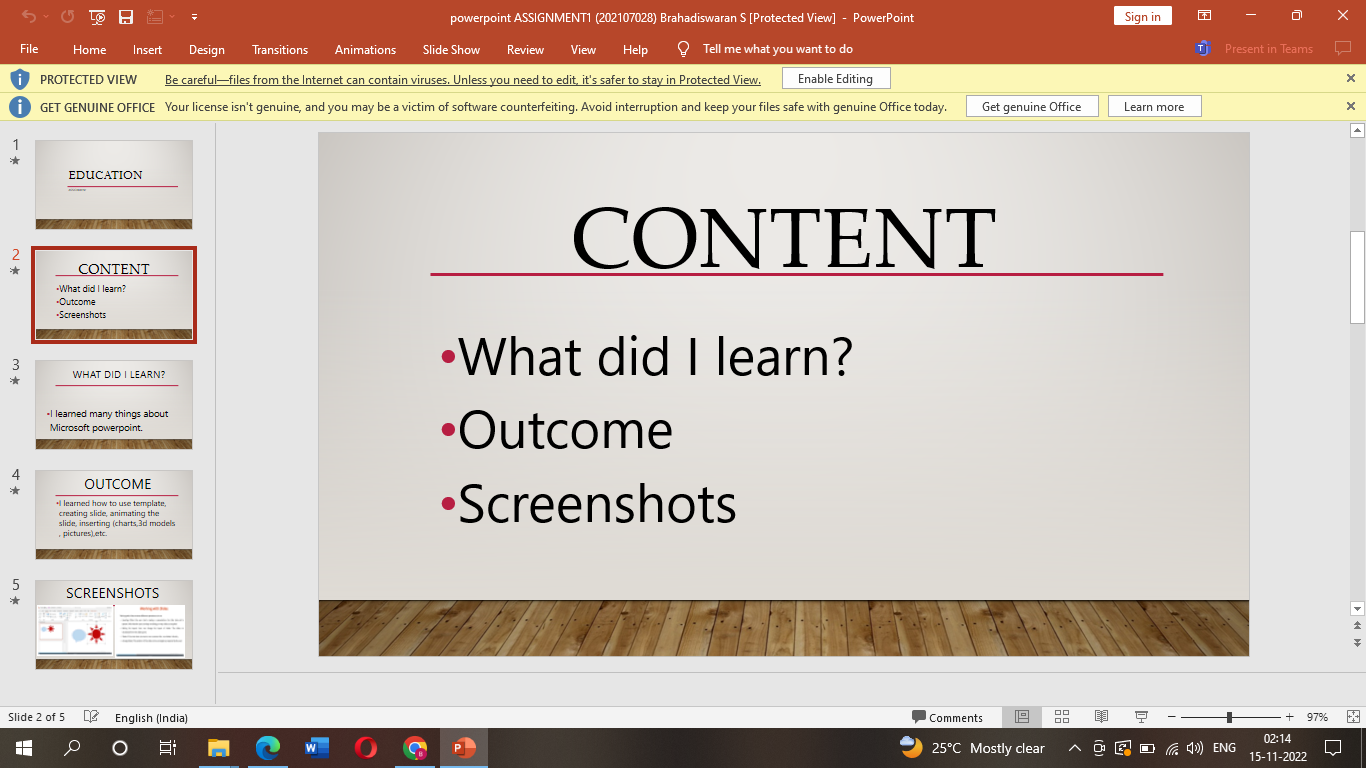 powerpoint ASSIGNMENT1 (202107028) Brahadiswaran S [Protected View] - PowerPoint
Sign in
File Home Insert Design Transitions Animations Slide Show Review View Help Tell me what you want to do
Present in Teams
PROTECTED VIEW Be careful—files from the Internet can contain viruses. Unless you need to edit, it's safer to stay in Protected View. Enable Editing
GET GENUINE OFFICE Your license isn't genuine, and you may be a victim of software counterfeiting. Avoid interruption and keep your files safe with genuine Office today. Get genuine Office Learn more
1
EDUCATION
2
CONTENT
•What did I learn?
•Outcome
•Screenshots
3
WHAT DID I LEARN?
•I learned many things about
Microsoft powerpoint.
4
OUTCOME
•I learned how to use template,
creating slide, animating the
slide, inserting (charts,3d models
, pictures),etc.
5
SCREENSHOTS
CONTENT
•What did I learn?
•Outcome
•Screenshots
Slide 2 of 5 English (India) Comments 97%
25°C Mostly clear ENG
02:14
15-11-2022